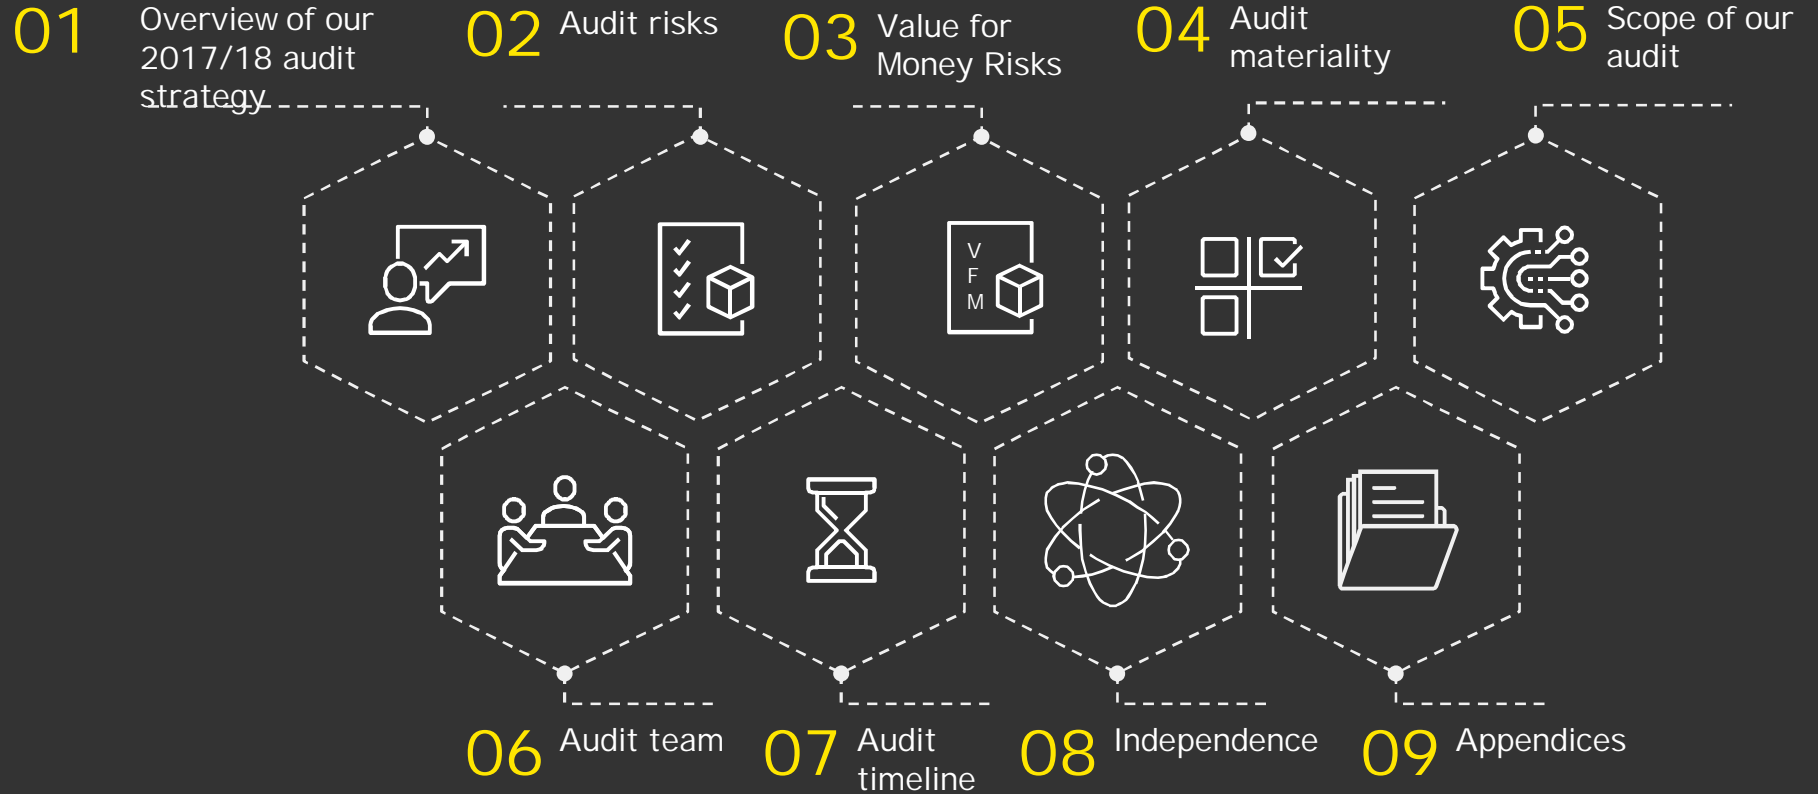 01
Overview of our
2017/18 audit
strategy
02
Audit risks
03
Value for
Money Risks
04
Audit
materiality
05
Scope of our
audit
V
F
M
06
Audit team
07
Audit
timeline
08
Independence
09
Appendices